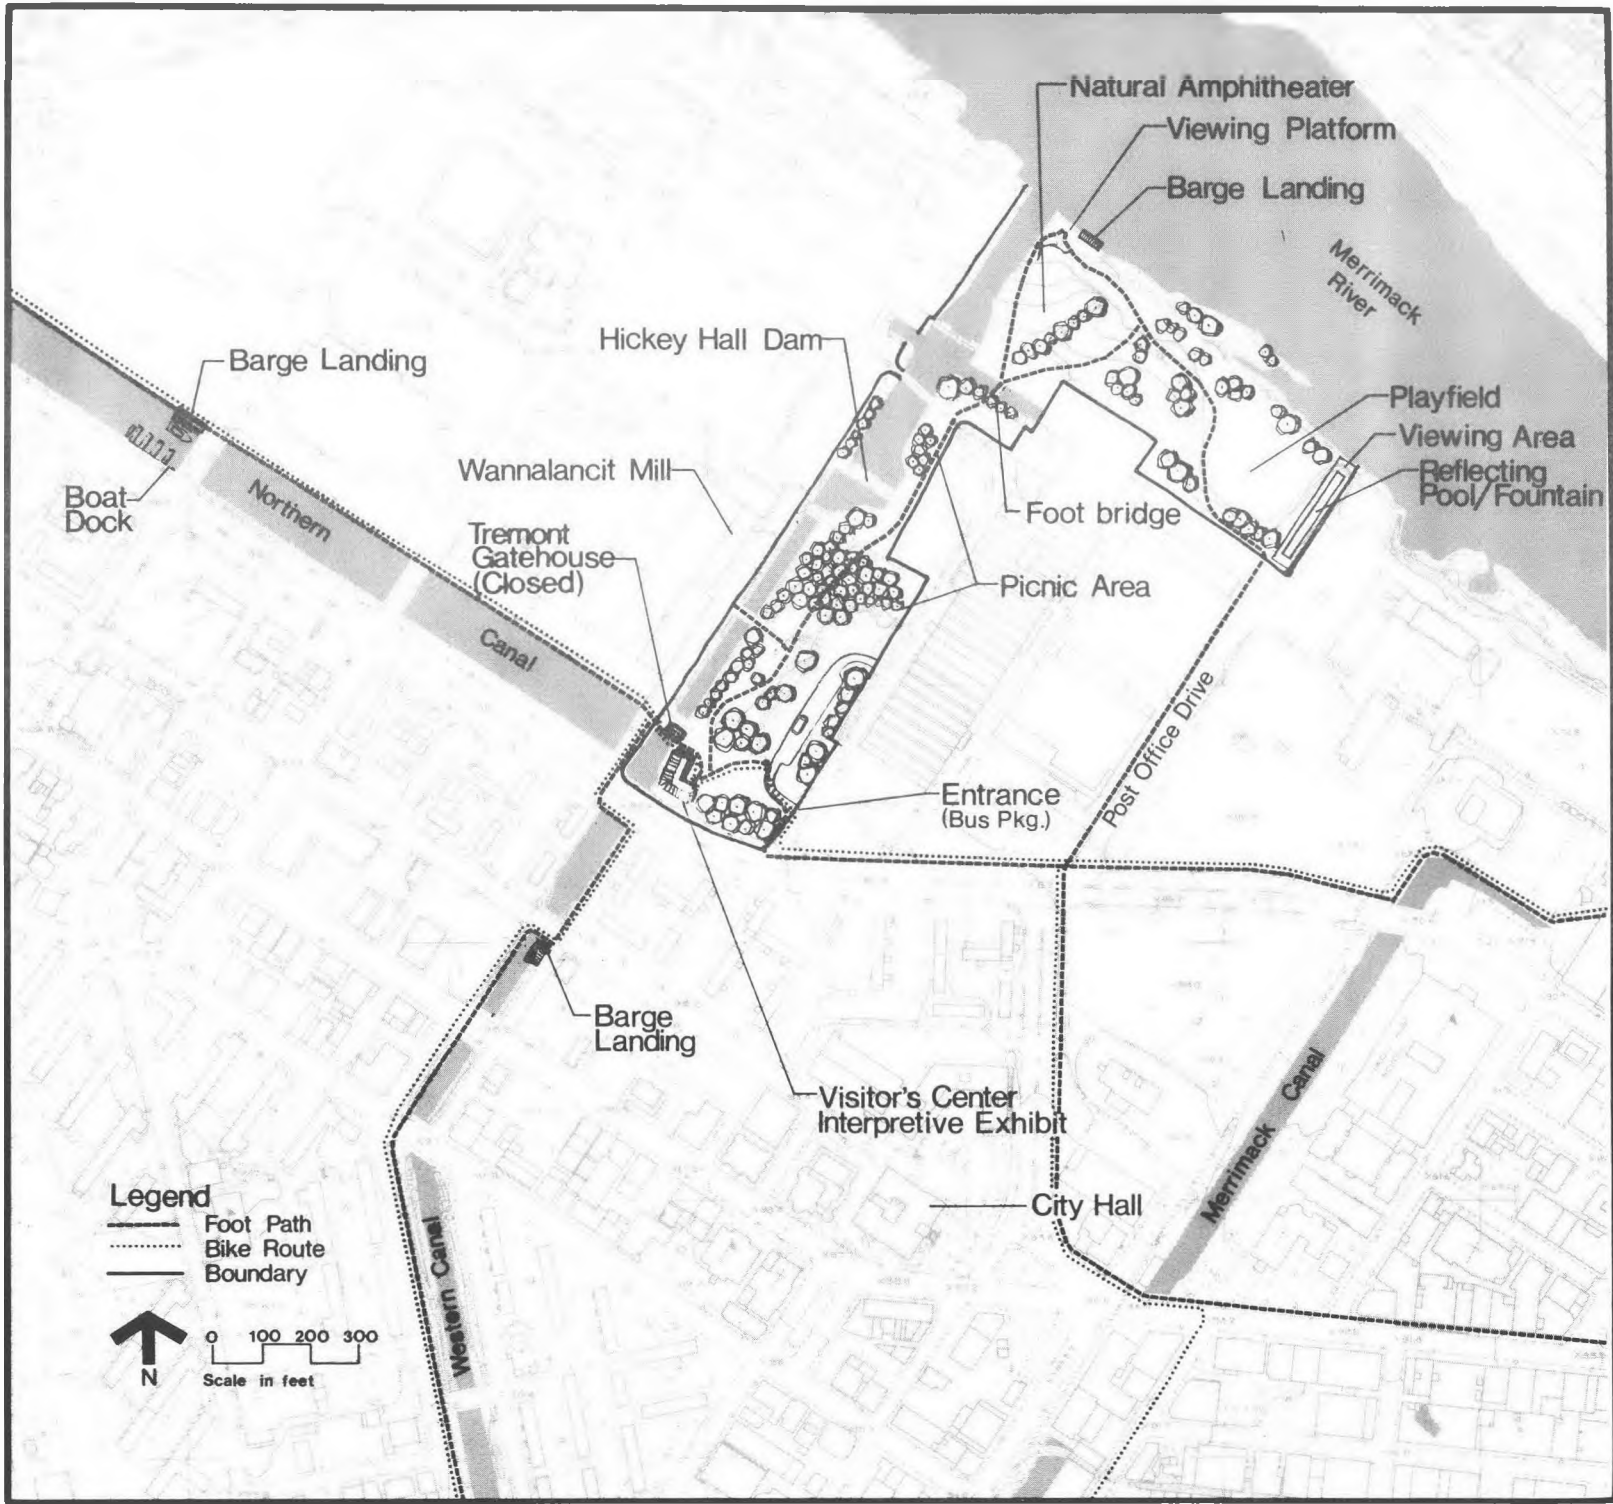 Natural Amphitheater
Viewing Platform
Barge Landing
Merrimack
River
Hickey Hall Dam
Barge Landing
Playfield
Viewing Area
Reflecting
Pool/Fountain
Wannalancit Mill
Boat
Dock
Northern
Foot bridge
Tremont
Gatehouse
(Closed)
Picnic Area
Canal
Post Office Drive
Entrance
(Bus Pkg.)
Barge
Landing
Visitor's Center
Interpretive Exhibit
Merrimack Canal
City Hall
Western Canal
Legend
Foot Path
Bike Route
Boundary
N
0 100 200 300
Scale in feet